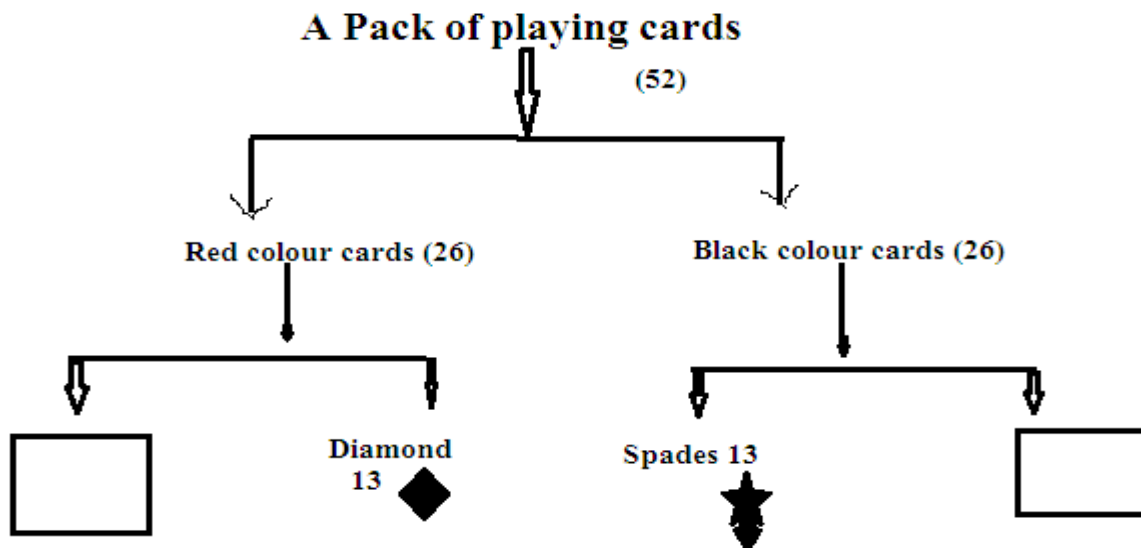 A Pack of playing cards
(52)
Red colour cards (26)
Black colour cards (26)
Diamond
13
Spades 13